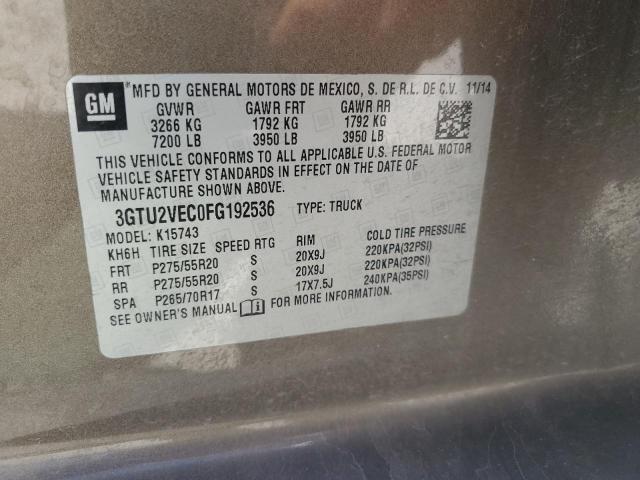 GM MFD BY GENERAL MOTORS DE MEXICO, S. DE R.L. DE C.V. 11/14
GVWR GAWR FRT GAWR RR
3266 KG 1792 KG 1792 KG
7200 LB 3950 LB 3950 LB
THIS VEHICLE CONFORMS TO ALL APPLICABLE U.S. FEDERAL MOTOR
VEHICLE SAFETY STANDARDS IN EFFECT ON THE DATE OF
MANUFACTURE SHOWN ABOVE.
3GTU2VEC0FG192536 TYPE: TRUCK
MODEL: K15743
KH6H TIRE SIZE SPEED RTG RIM COLD TIRE PRESSURE
FRT P275/55R20 S 20X9J 220KPA(32PSI)
RR P275/55R20 S 20X9J 220KPA(32PSI)
SPA P265/70R17 S 17X7.5J 240KPA(35PSI)
SEE OWNER'S MANUAL FOR MORE INFORMATION.